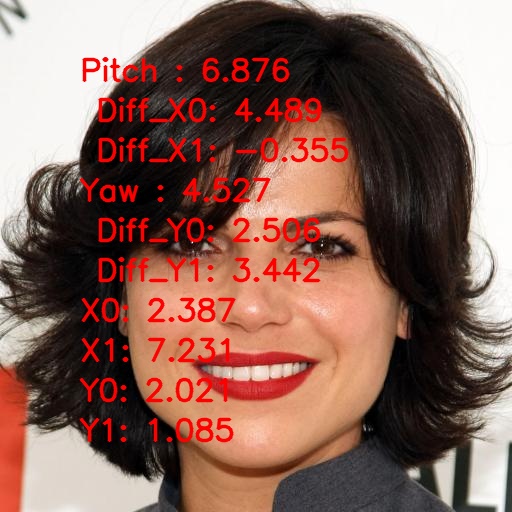 Pitch : 6.876
Diff_X0: 4.489
Diff_X1: -0.355
Yaw : 4.527
Diff_Y0: 2.506
Diff_Y1: 3.442
X0: 2.387
X1: 7.231
Y0: 2.021
Y1: 1.085